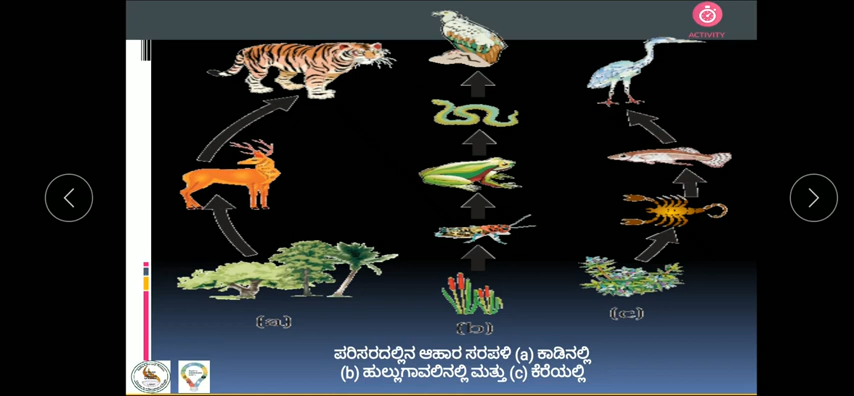 ACTIVITY
(a) (b) (c)
ಪರಿಸರದಲ್ಲಿನ ಆಹಾರ ಸರಪಳಿ (a) ಕಾಡಿನಲ್ಲಿ
(b) ಹುಲ್ಲುಗಾವಲಿನಲ್ಲಿ ಮತ್ತು (c) ಕೆರೆಯಲ್ಲಿ